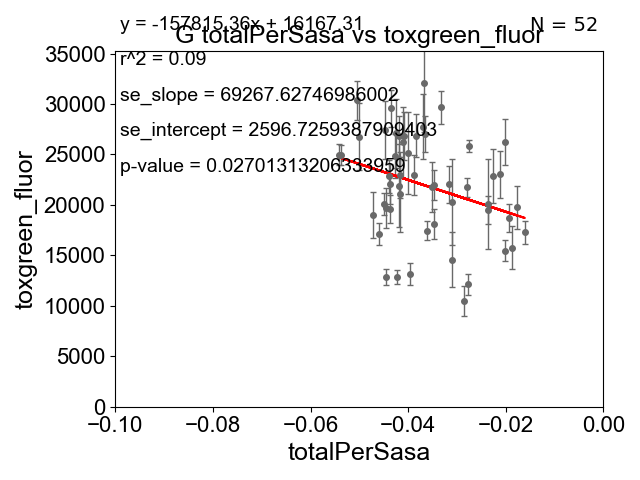 y = -157815.36x + 16167.31
N = 52
G totalPerSasa vs toxgreen_fluor
r^2 = 0.09
se_slope = 69267.62746986002
se_intercept = 2596.7259387909403
p-value = 0.02701313206333959
35000
30000
25000
20000
15000
10000
5000
0
toxgreen_fluor
−0.10 −0.08 −0.06 −0.04 −0.02 0.00
totalPerSasa